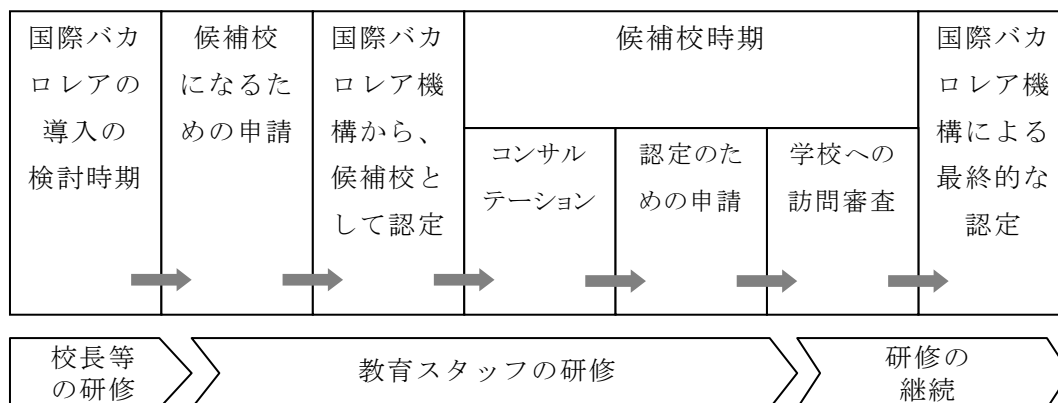 国際バカ
ロレアの
導入の
検討時期
候補校
になるた
めの申請
国際バカ
ロレア機
構から、
候補校と
して認定
候補校時期
コンサル
テーション
認定のた
めの申請
学校への
訪問審査
国際バカ
ロレア機
構による
最終的な
認定
校長等
の研修
教育スタッフの研修
研修の
継続